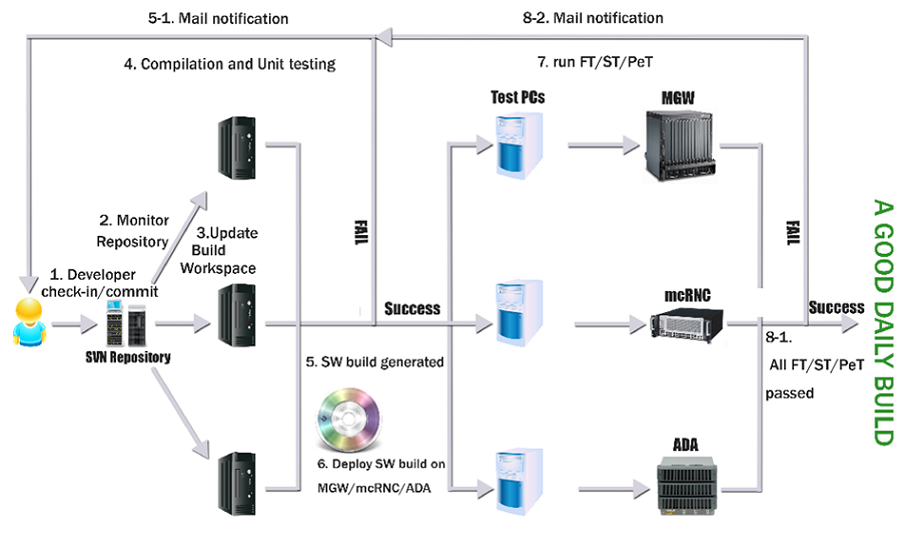 5-1. Mail notification
8-2. Mail notification
4. Compilation and Unit testing
7. run FT/ST/PeT
Test PCs
MGW
2. Monitor
Repository
3.Update
Build
Workspace
FAIL
FAIL
1. Developer
check-in/commit
SVN Repository
Success
mcRNC
Success
5. SW build generated
8-1.
All FT/ST/PeT
passed
6. Deploy SW build on
MGW/mcRNC/ADA
ADA
A GOOD DAILY BUILD